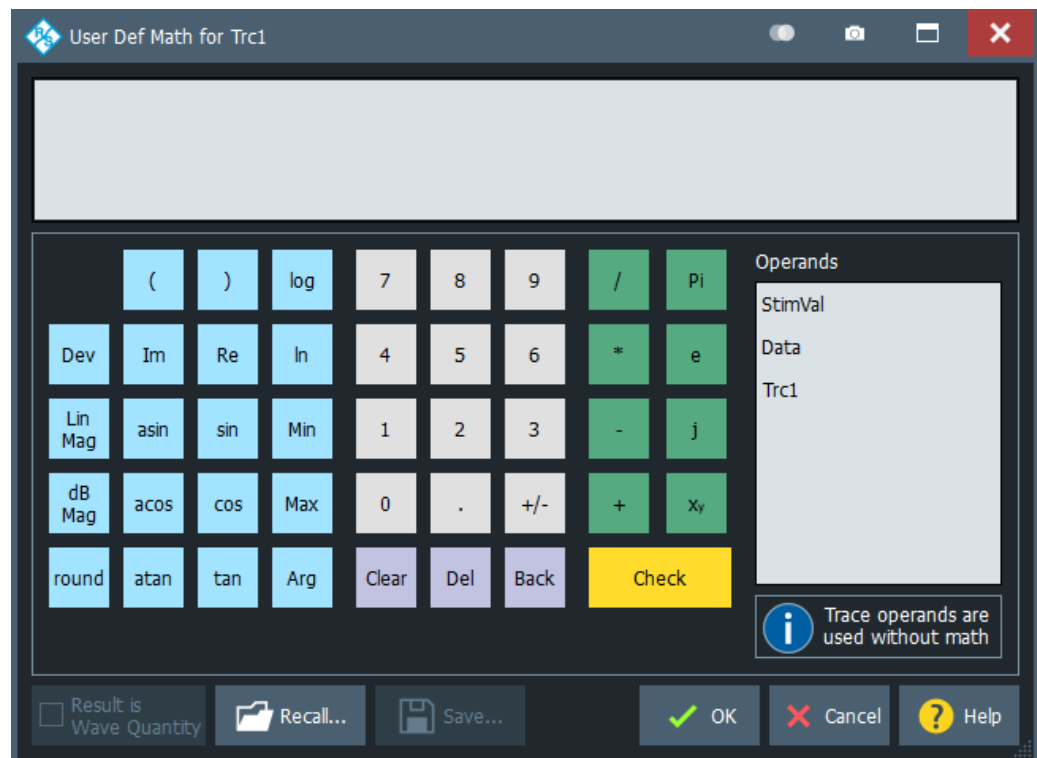 R&S User Def Math for Trc1
( ) log 7 8 9 / Pi
Dev Im Re ln 4 5 6 * e
Lin
Mag asin sin Min 1 2 3 - j
dB
Mag acos cos Max 0 . +/- + xy
round atan tan Arg Clear Del Back Check
Operands
StimVal
Data
Trc1
i Trace operands are
used without math
Result is
Wave Quantity
Recall...
Save...
OK
Cancel
? Help